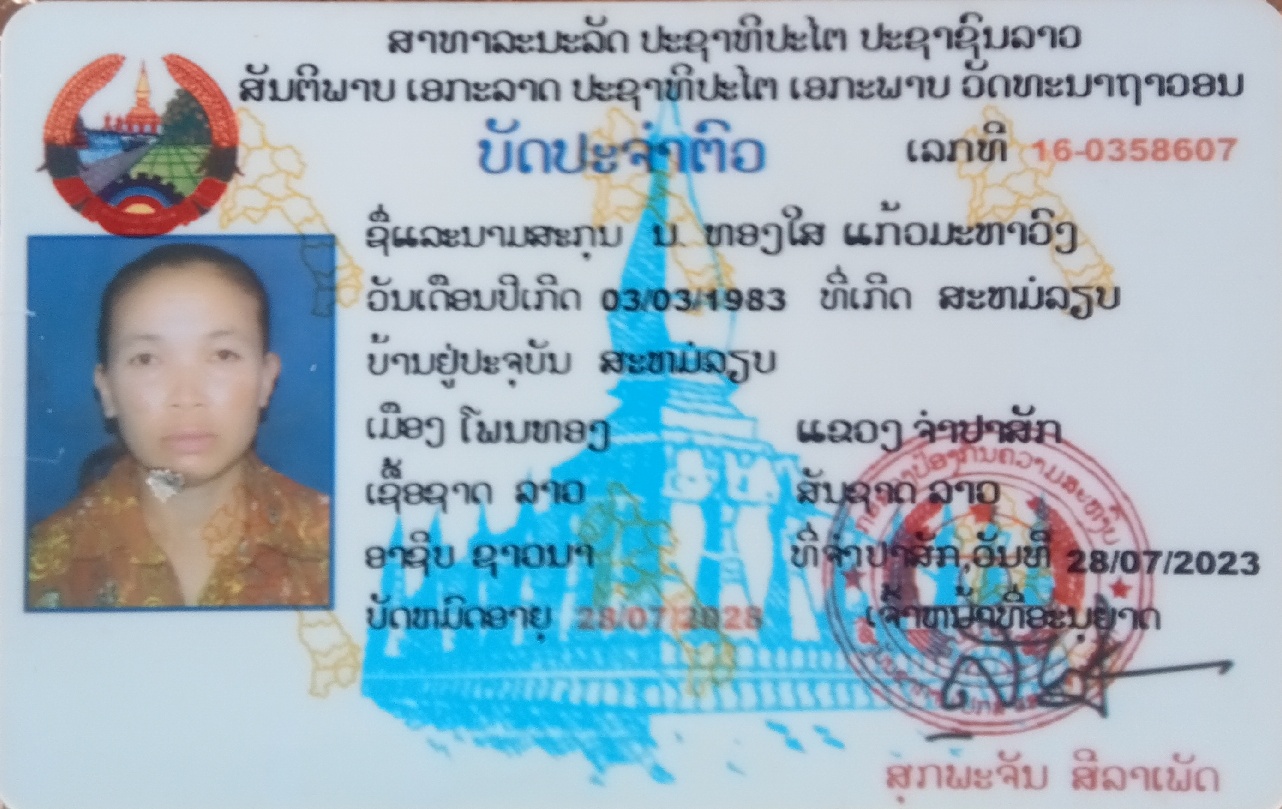 ສາທາລະນະລັດ ປະຊາທິປະໄຕ ປະຊາຊົນລາວ
ສັນຕິພາບ ເອກະລາດ ປະຊາທິປະໄຕ ເອກະພາບ ວັດທະນາຖາວອນ
ບັດປະຈຳຕົວ
ເລກທີ 16-0358607
ຊື່ແລະນາມສະກຸນ ນ. ທອງໃສ ແກ້ວມະຫາວົງ
ວັນເດືອນປີເກີດ 03/03/1983 ທີ່ເກີດ ສະຫມ່ລຽບ
ບ້ານຢູ່ປະຈຸບັນ ສະຫມ່ລຽບ
ເມືອງ ໂພນທອງ ແຂວງ ຈຳປາສັກ
ເຊື້ອຊາດ ລາວ ສັນຊາດ ລາວ
ອາຊີບ ຊາວນາ ທີ່ຈຳປາສັກ,ວັນທີ 28/07/2023
ບັດຫມົດອາຍຸ 28/07/2028 ເຈົ້າຫນ້າທີ່ອະນຸຍາດ
ສຸກພະຈັນ ສີລາເພັດ